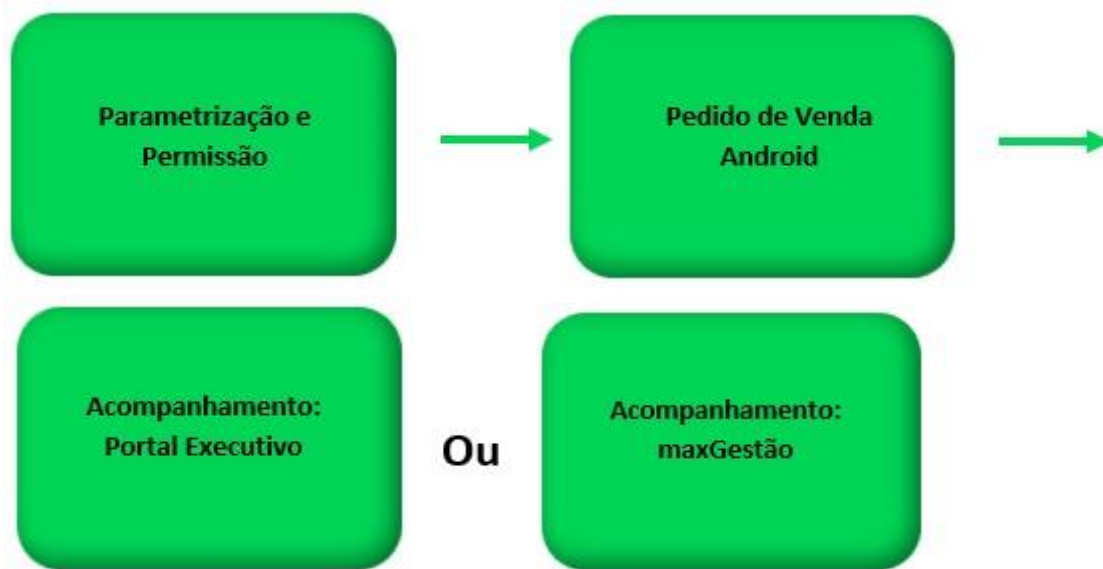 Parametrização e
Permissão
Pedido de Venda
Android
Acompanhamento:
Portal Executivo
Ou
Acompanhamento:
maxGestão